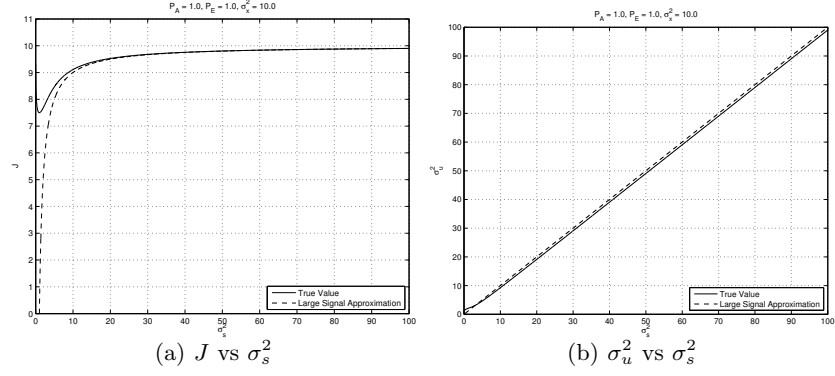 P_A = 1.0, P_E = 1.0, σ_x^2 = 10.0
11
10
9
8
7
6
5
4
3
2
1
0
J
0 10 20 30 40 50 60 70 80 90 100
σ_s^2
True Value
Large Signal Approximation
(a) J vs σ_s^2
P_A = 1.0, P_E = 1.0, σ_x^2 = 10.0
100
90
80
70
60
50
40
30
20
10
0
σ_u^2
0 10 20 30 40 50 60 70 80 90 100
σ_s^2
True Value
Large Signal Approximation
(b) σ_u^2 vs σ_s^2